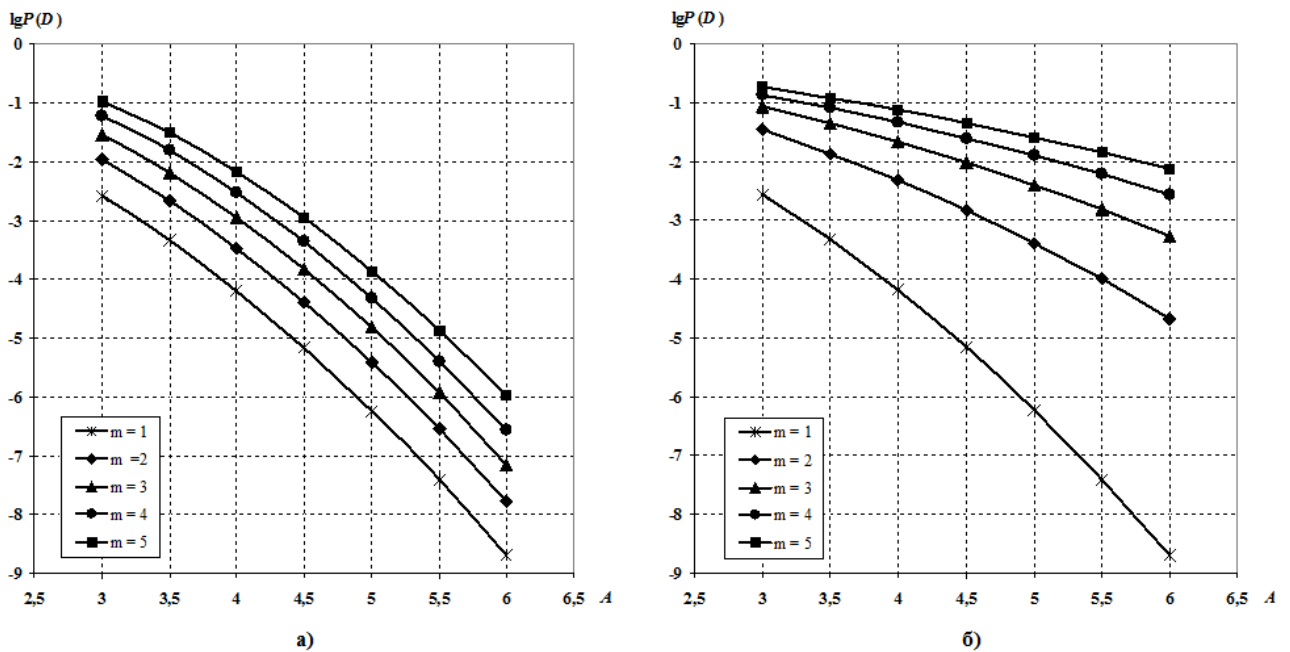 lgP(D)
0
-1
-2
-3
-4
-5
-6
-7
-8
-9
2,5 3 3,5 4 4,5 5 5,5 6 6,5 A
m = 1
m =2
m = 3
m = 4
m = 5
а)
lgP(D)
0
-1
-2
-3
-4
-5
-6
-7
-8
-9
2,5 3 3,5 4 4,5 5 5,5 6 6,5 A
m = 1
m = 2
m = 3
m = 4
m = 5
б)